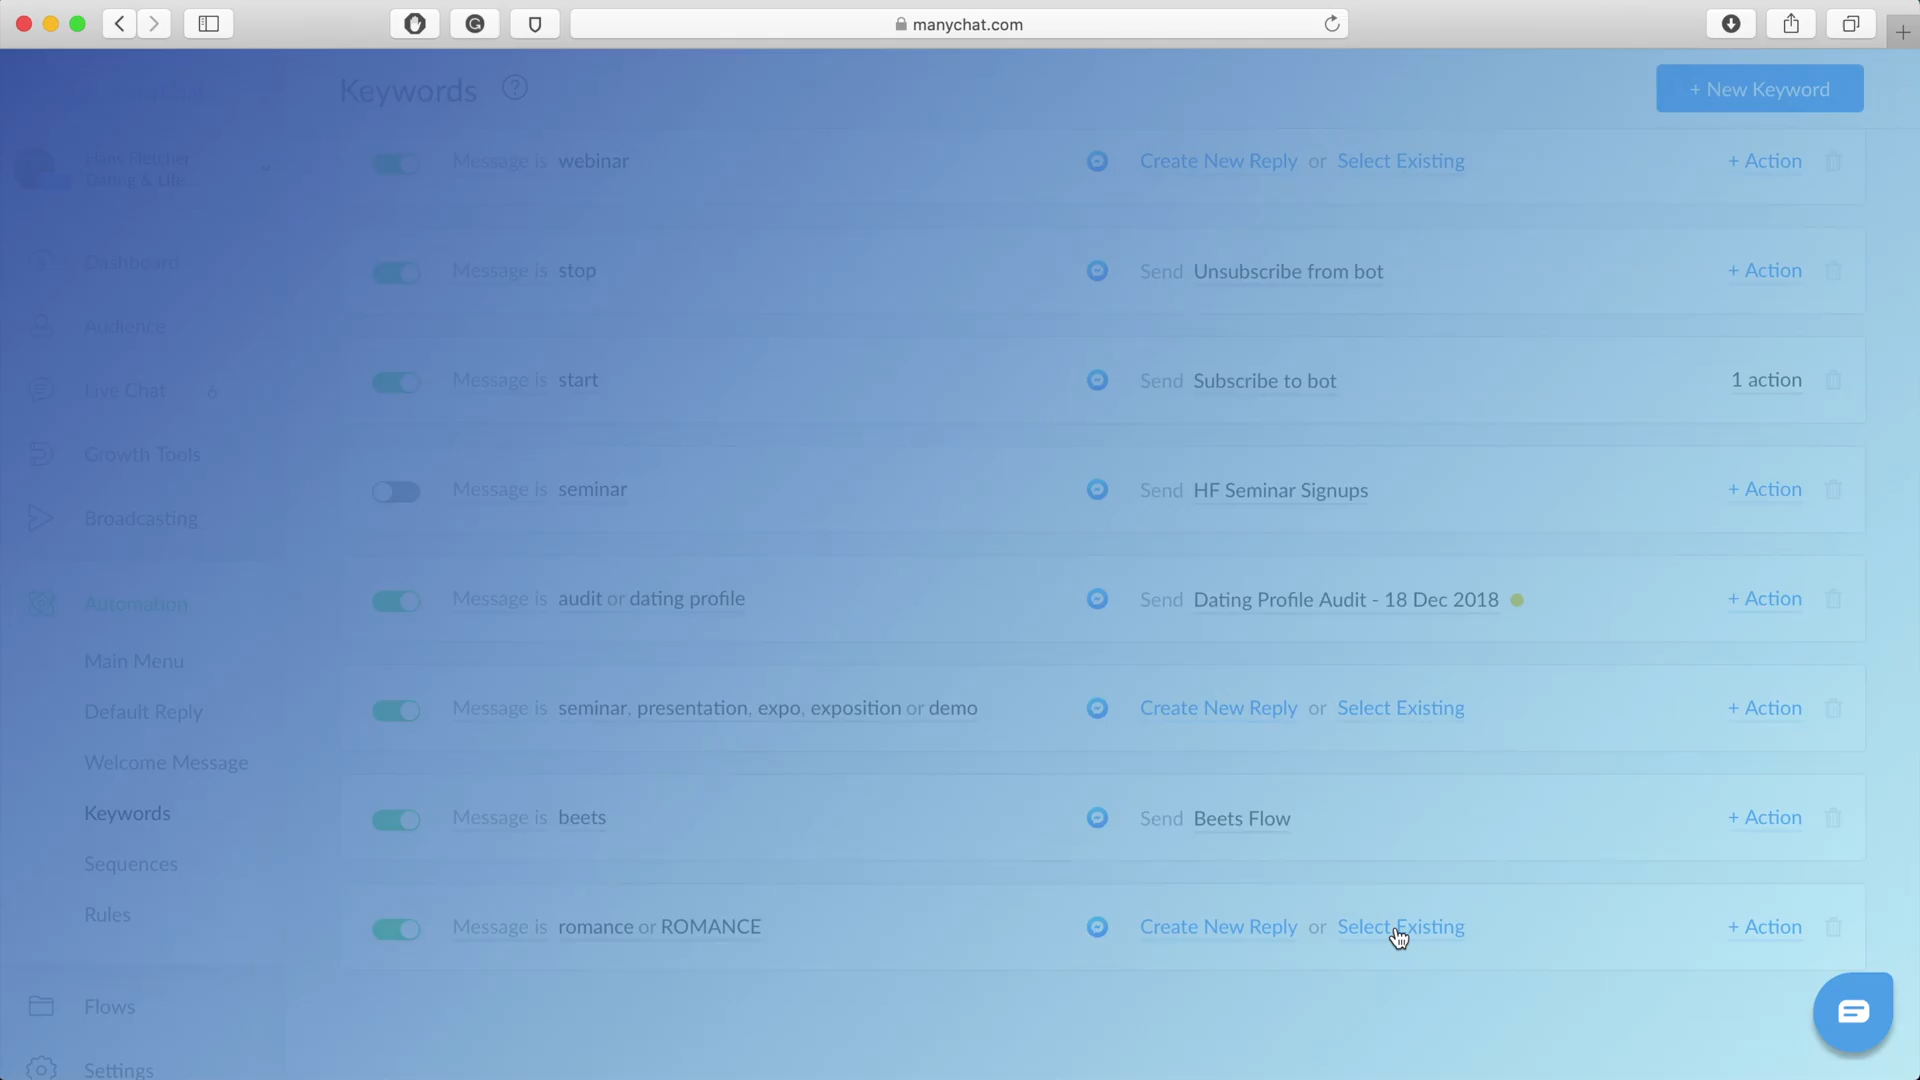 manychat.com
Keywords ?
+ New Keyword
Hans Fletcher
Dating & Life...
Message is webinar Create New Reply or Select Existing + Action
Dashboard
Message is stop Send Unsubscribe from bot + Action
Audience
Live Chat 6
Message is start Send Subscribe to bot 1 action
Growth Tools
Message is seminar Send HF Seminar Signups + Action
Broadcasting
Automation
Message is audit or dating profile Send Dating Profile Audit - 18 Dec 2018 + Action
Main Menu
Default Reply
Message is seminar, presentation, expo, exposition or demo Create New Reply or Select Existing + Action
Welcome Message
Keywords
Message is beets Send Beets Flow + Action
Sequences
Rules
Message is romance or ROMANCE Create New Reply or Select Existing + Action
Flows
Settings